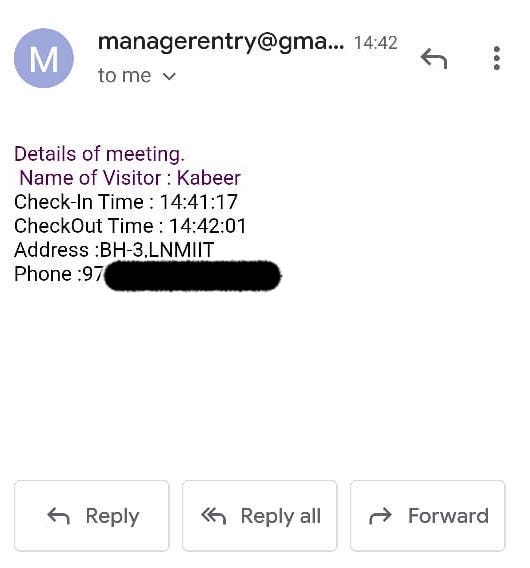 M
managerentry@gma... 14:42
to me
Details of meeting.
Name of Visitor : Kabeer
Check-In Time : 14:41:17
CheckOut Time : 14:42:01
Address :BH-3,LNMIIT
Phone :97
Reply
Reply all
Forward